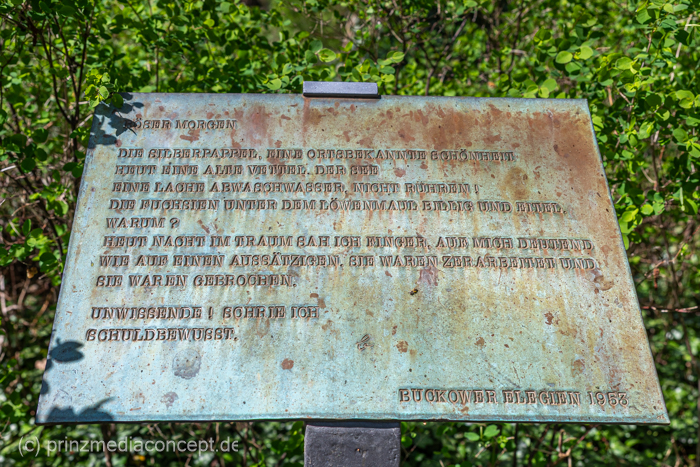 BÖSER MORGEN
DIE SILBERPAPPEL, EINE ORTSBEKANNTE SCHÖNHEIT
HEUT EINE ALTE VETTEL. DER SEE
EINE LACHE ABWASCHWASSER, NICHT RÜHREN!
DIE FUCHSIEN UNTER DEM LÖWENMAUL BILLIG UND EITEL.
WARUM?
HEUT NACHT IM TRAUM SAH ICH FINGER, AUF MICH DEUTEND
WIE AUF EINEN AUSSÄTZIGEN. SIE WAREN ZERARBEITET UND
SIE WAREN GEBROCHEN.
UNWISSENDE! SCHRIE ICH
SCHULDBEWUSST.
BUCKOWER ELEGIEN 1953
© prinzmediaconcept.de